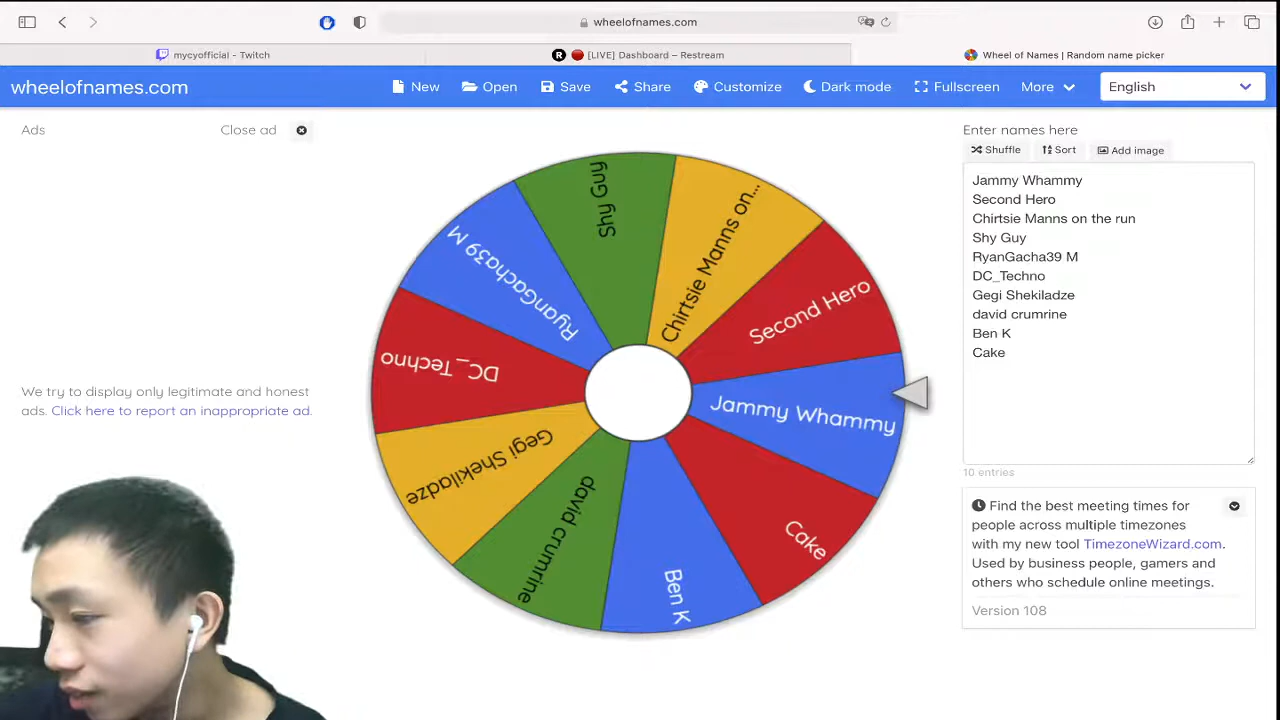 wheelofnames.com
mycyofficial - Twitch
R [LIVE] Dashboard – Restream
Wheel of Names | Random name picker
wheelofnames.com
New
Open
Save
Share
Customize
Dark mode
Fullscreen
More
English
Ads
Close ad
We try to display only legitimate and honest
ads. Click here to report an inappropriate ad.
Shy Guy
Chirtsie Manns on...
Second Hero
Jammy Whammy
Cake
Ben K
david crumrine
Gegi Shekiladze
DC_Techno
RyanGacha39 M
Enter names here
Shuffle
Sort
Add image
Jammy Whammy
Second Hero
Chirtsie Manns on the run
Shy Guy
RyanGacha39 M
DC_Techno
Gegi Shekiladze
david crumrine
Ben K
Cake
10 entries
Find the best meeting times for
people across multiple timezones
with my new tool TimezoneWizard.com.
Used by business people, gamers and
others who schedule online meetings.
Version 108